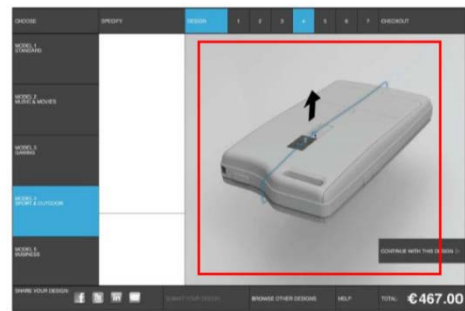 CHOOSE
SPECIFY
DESIGN
1 2 3 4 5 6 7
CHECKOUT
MODEL 1
STANDARD
MODEL 2
MUSIC & MOVIES
MODEL 3
GAMING
MODEL 4
SPORT & OUTDOOR
MODEL 5
BUSINESS
CONTINUE WITH THIS DESIGN
SHARE YOUR DESIGN
SUBMIT YOUR DESIGN
BROWSE OTHER DESIGNS
HELP
TOTAL €467.00